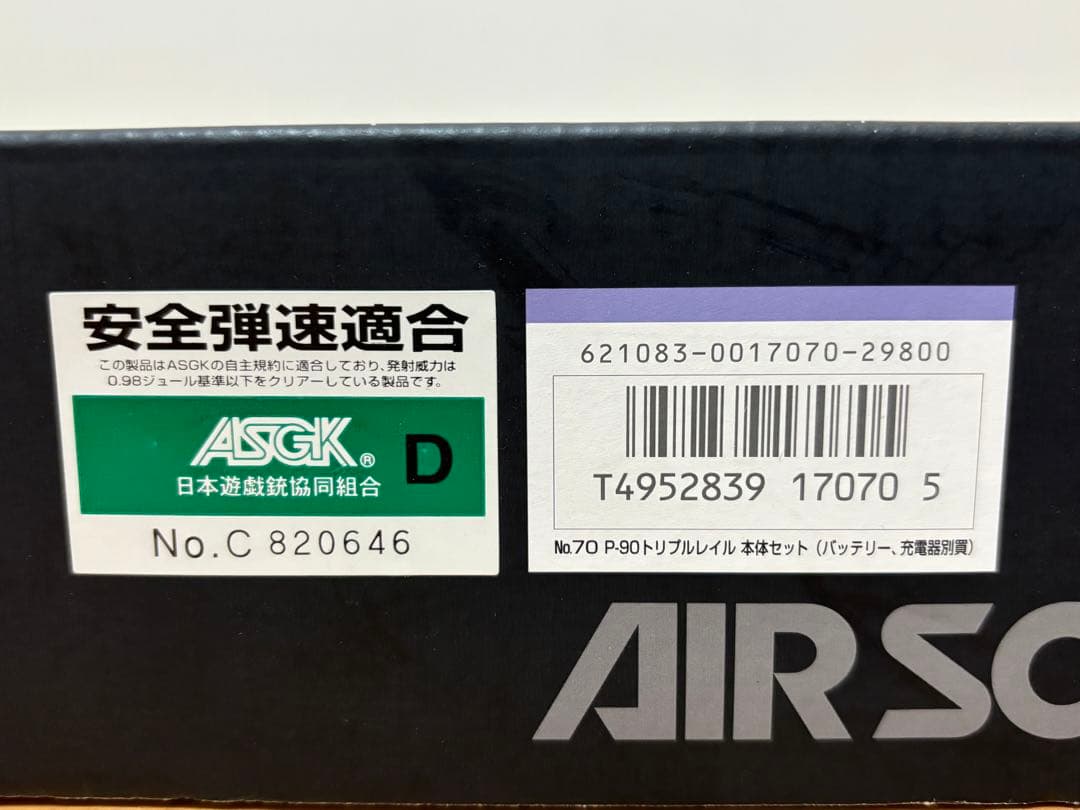 安全弾速適合
この製品はASGKの自主規約に適合しており、発射威力は
0.98ジュール基準以下をクリアーしている製品です。
ASGK® D
日本遊戯銃協同組合
No.C 820646
621083-0017070-29800
T4952839 17070 5
No.70 P-90トリプルレイル 本体セット（バッテリー、充電器別買）
AIRSO